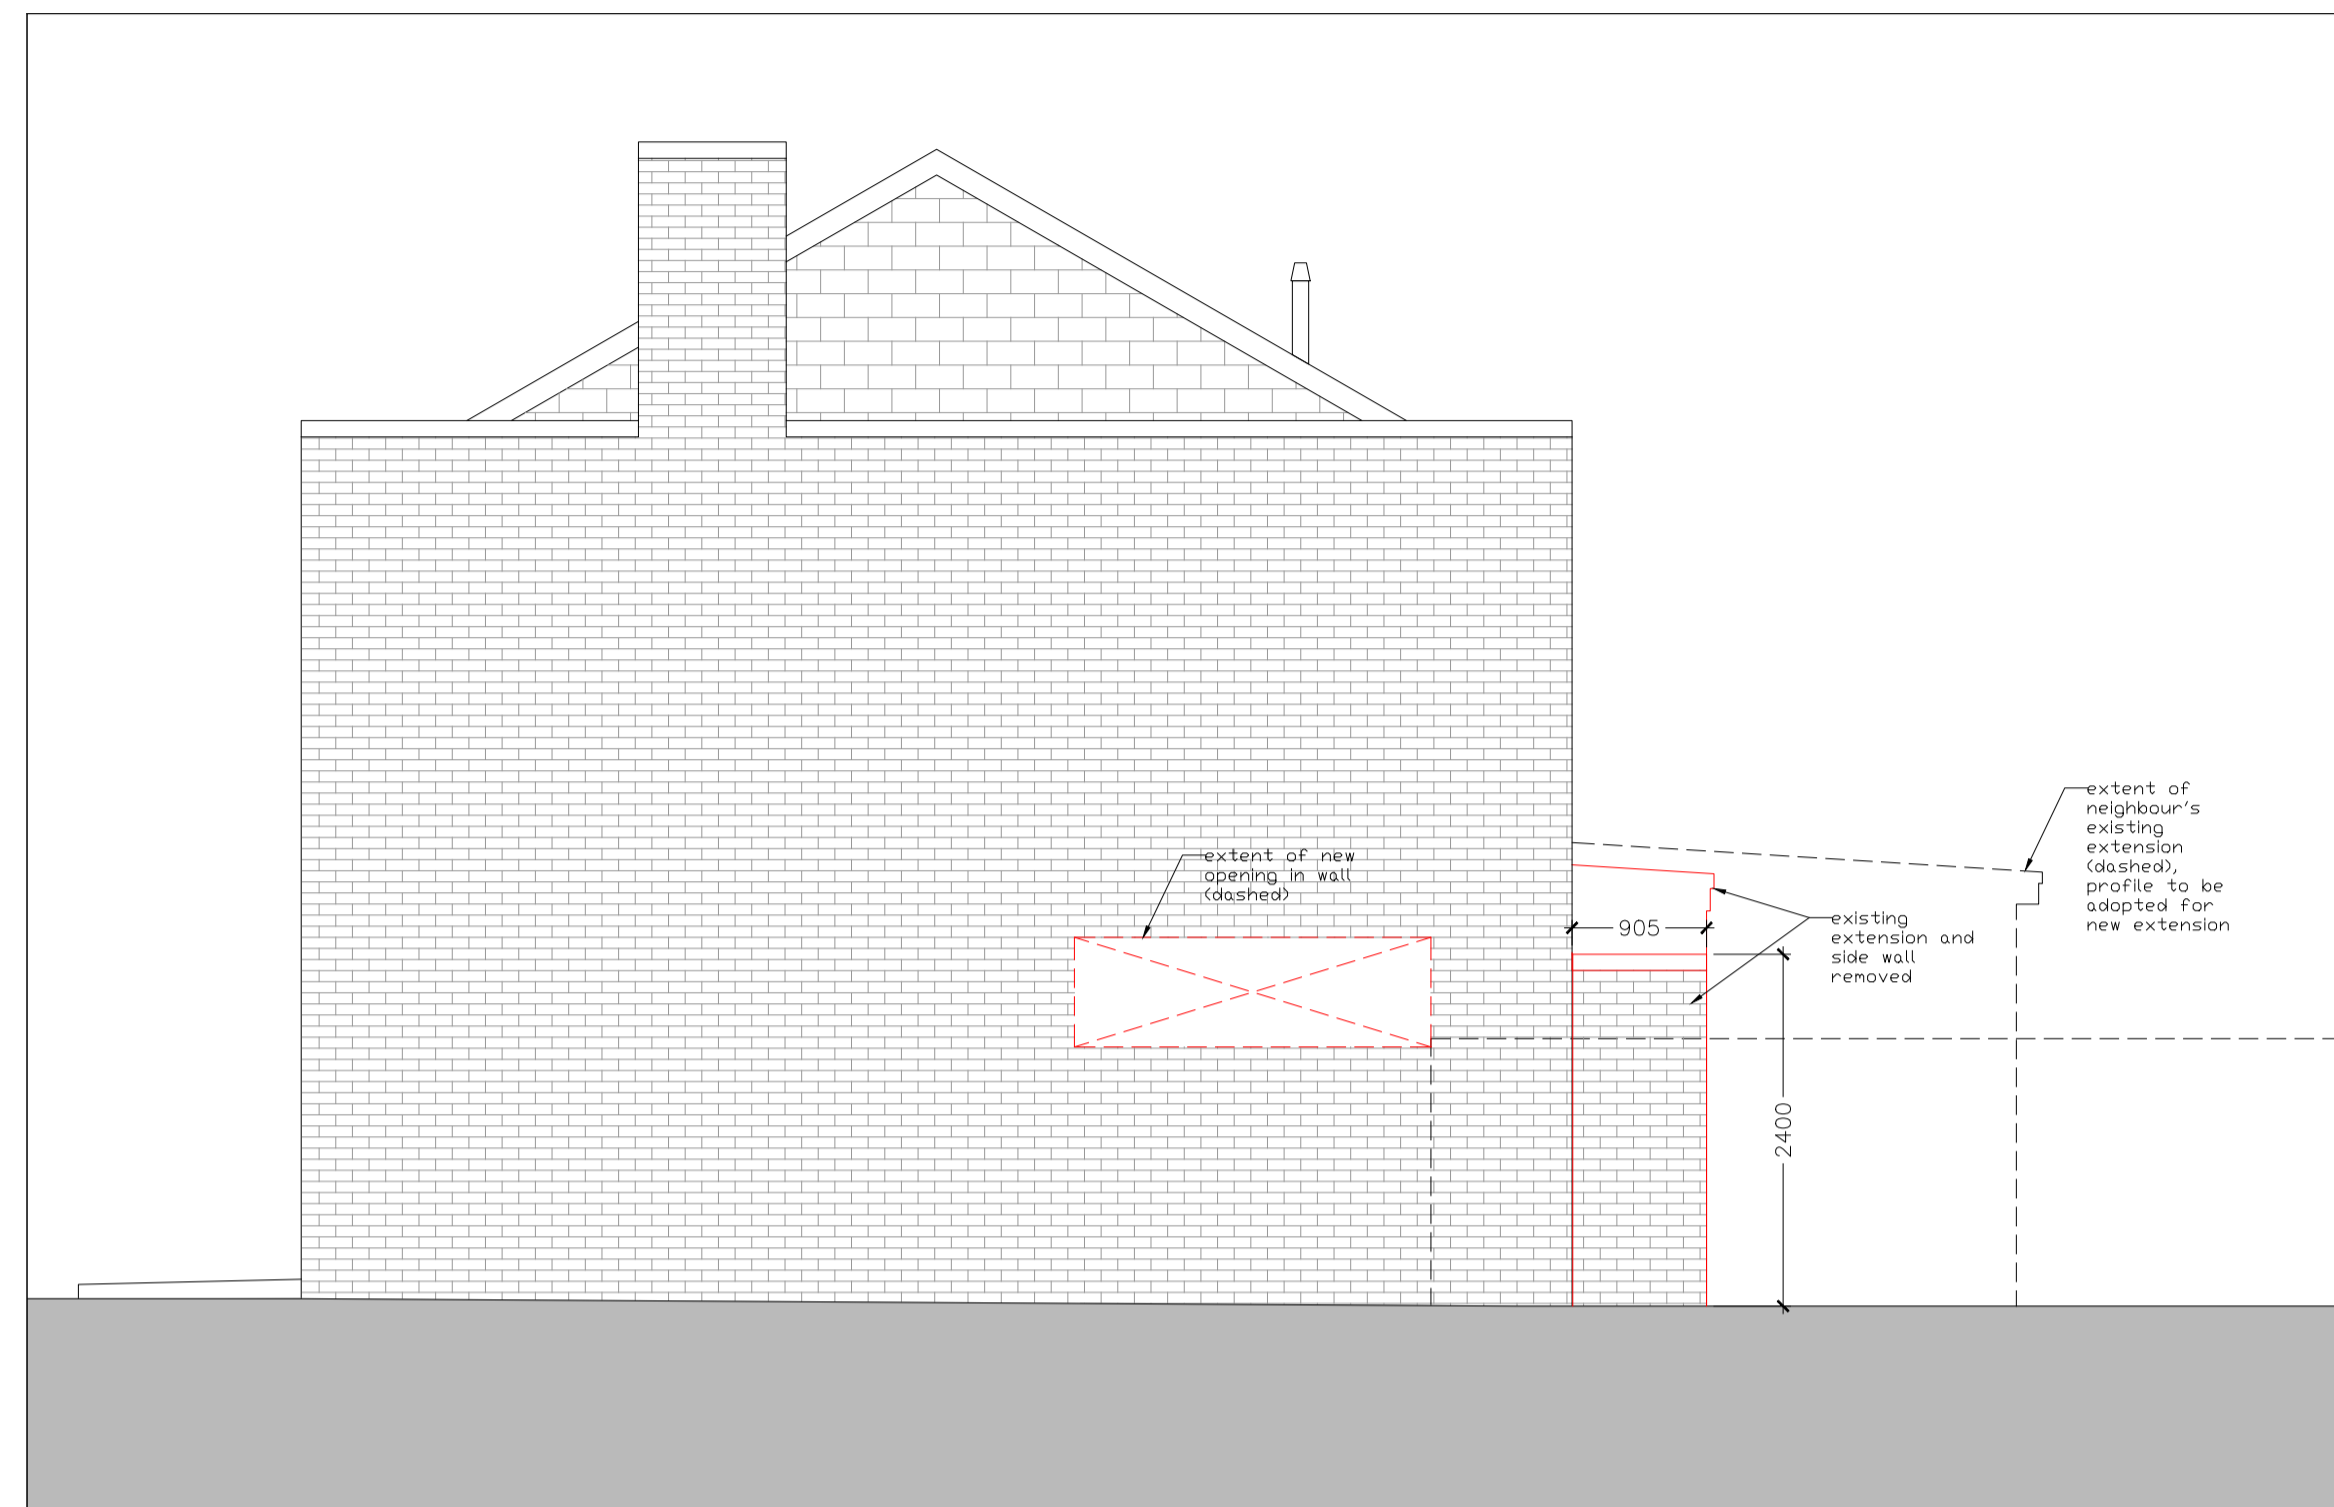 extent of
neighbour's
existing
extension
(dashed),
profile to be
adopted for
new extension
extent of new
opening in wall
(dashed)
905
existing
extension and
side wall
removed
2400